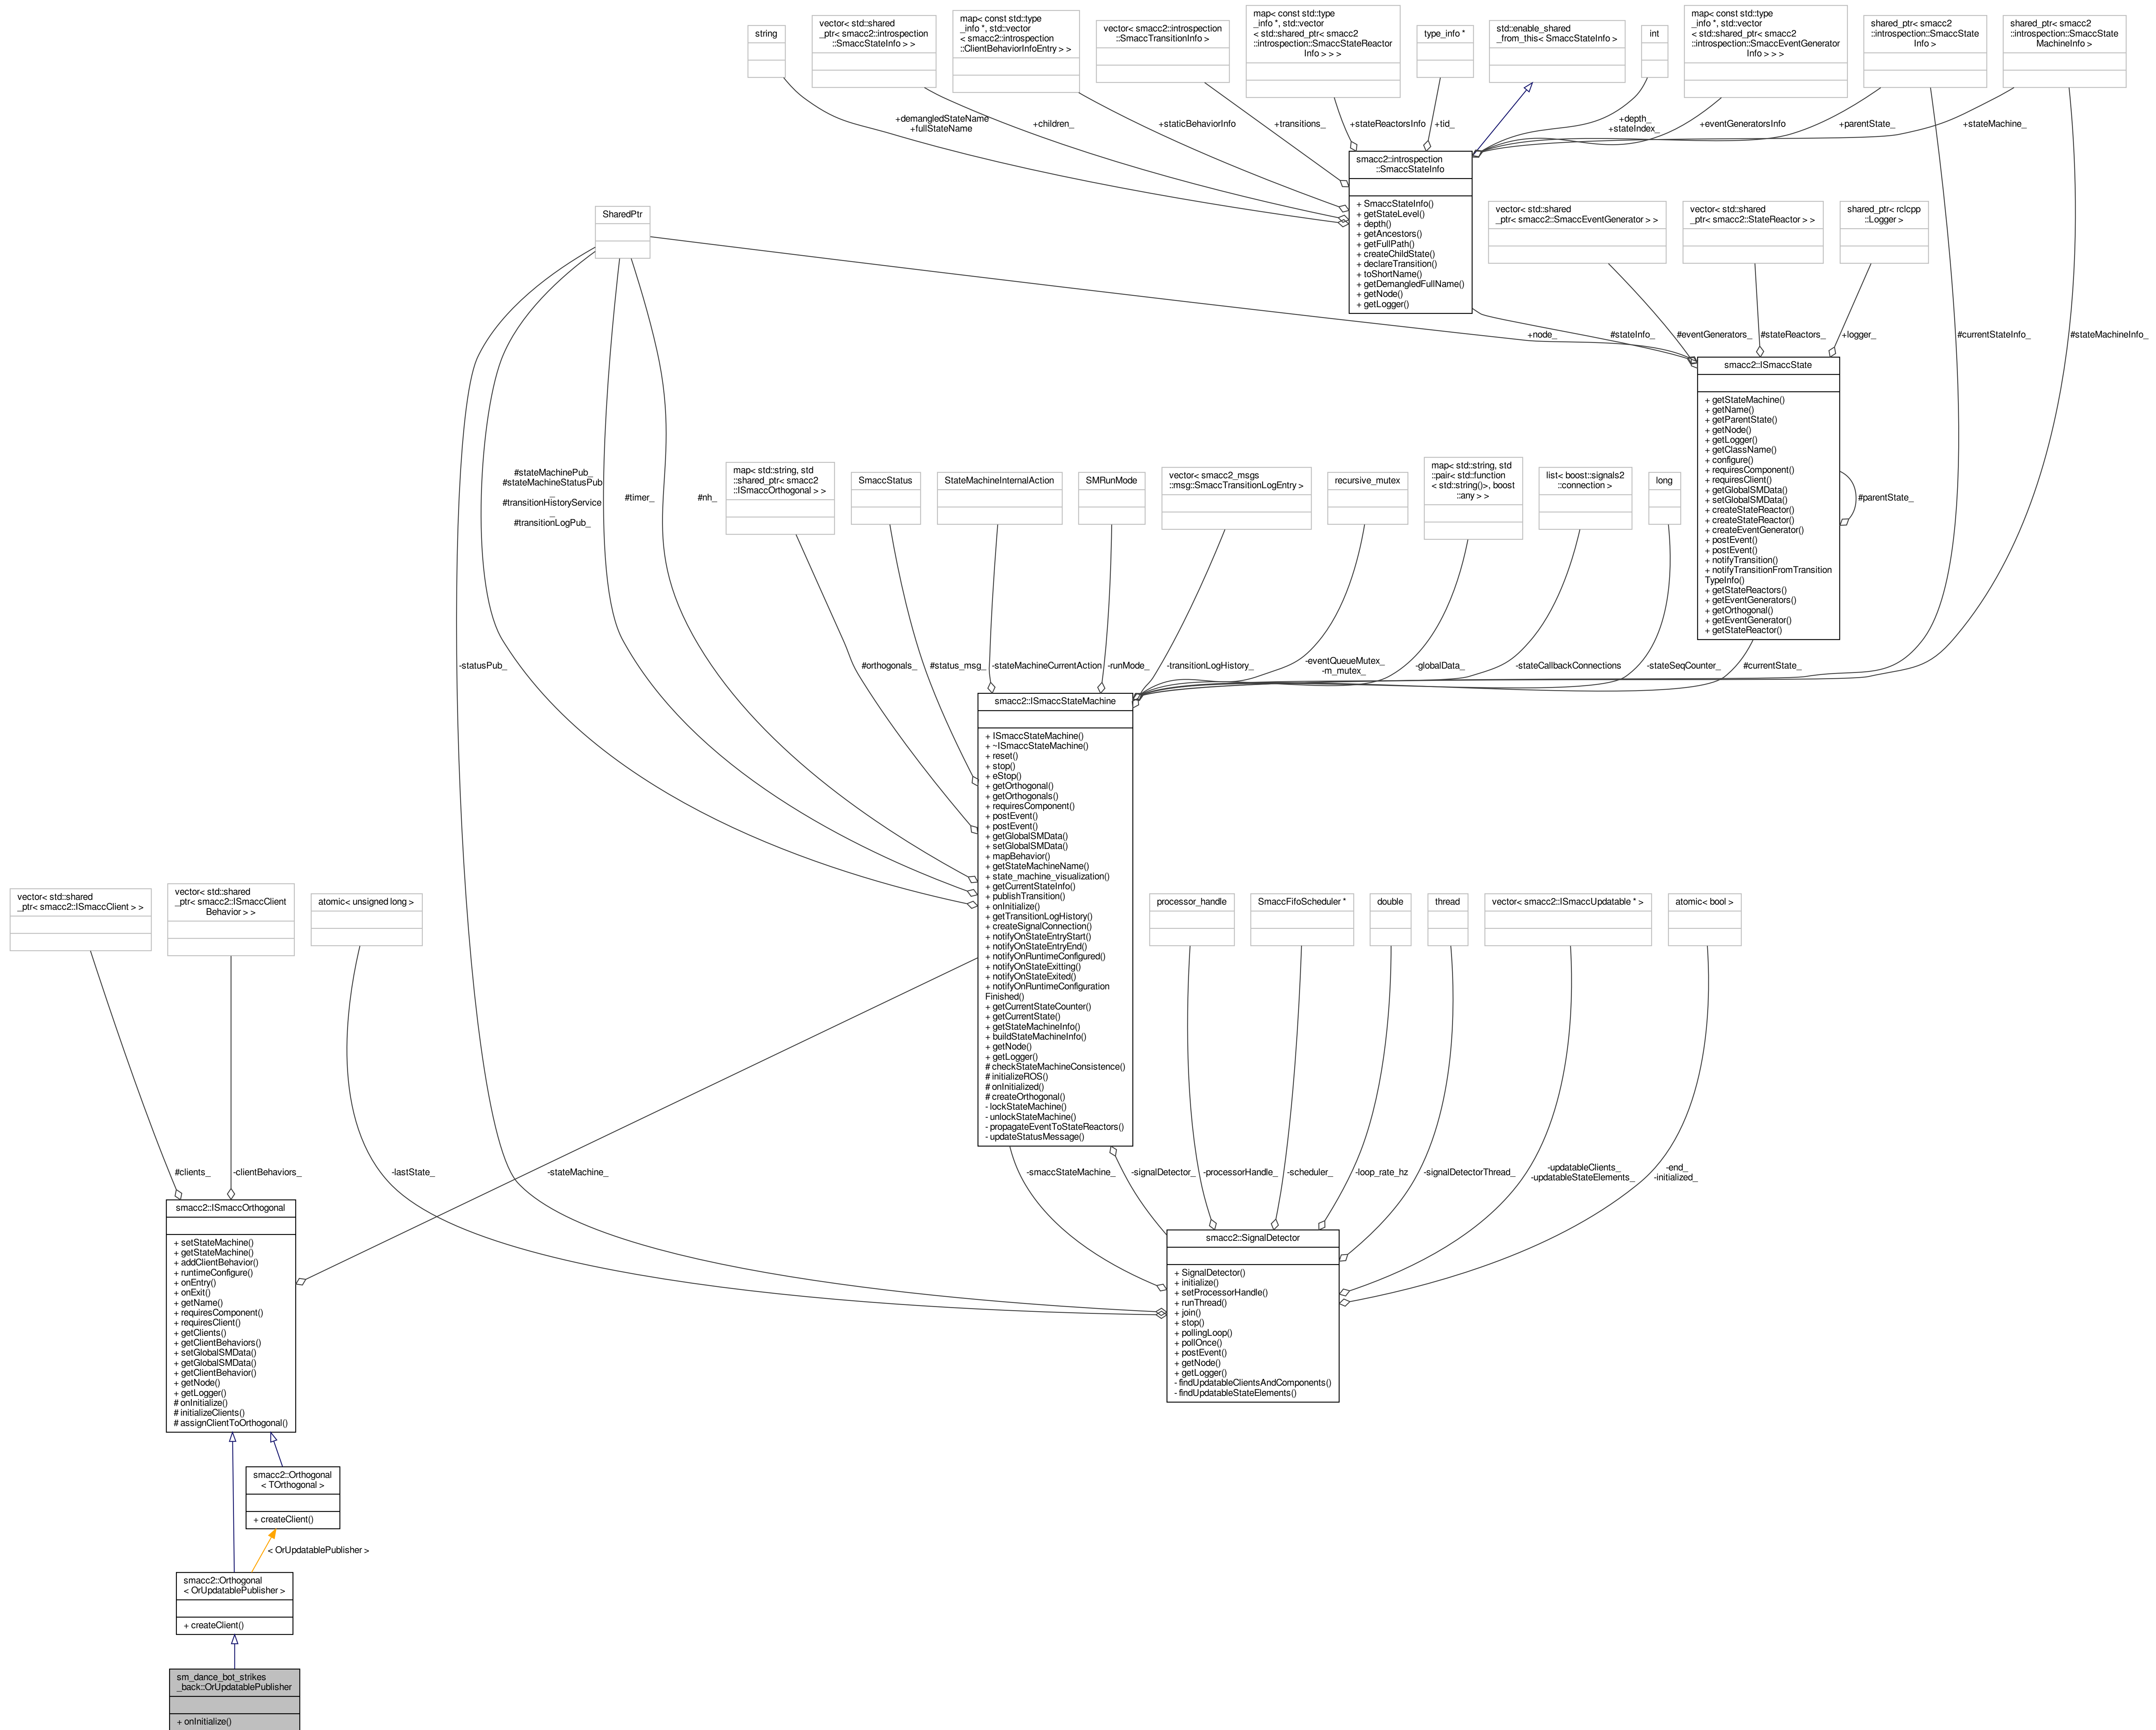 string
vector< std::shared
_ptr< smacc2::introspection
::SmaccStateInfo > >
map< const std::type
_info *, std::vector
< smacc2::introspection
::ClientBehaviorInfoEntry > >
vector< smacc2::introspection
::SmaccTransitionInfo >
map< const std::type
_info *, std::vector
< std::shared_ptr< smacc2
::introspection::SmaccStateReactor
Info > > >
type_info *
std::enable_shared
_from_this< SmaccStateInfo >
int
map< const std::type
_info *, std::vector
< std::shared_ptr< smacc2
::introspection::SmaccEventGenerator
Info > > >
shared_ptr< smacc2
::introspection::SmaccState
Info >
shared_ptr< smacc2
::introspection::SmaccState
MachineInfo >
+demangledStateName
+fullStateName
+children_
+staticBehaviorInfo
+transitions_
+stateReactorsInfo
+tid_
+depth_
+stateIndex_
+eventGeneratorsInfo
+parentState_
+stateMachine_
smacc2::introspection
::SmaccStateInfo
+ SmaccStateInfo()
+ getStateLevel()
+ depth()
+ getAncestors()
+ getFullPath()
+ createChildState()
+ declareTransition()
+ toShortName()
+ getDemangledFullName()
+ getNode()
+ getLogger()
SharedPtr
vector< std::shared
_ptr< smacc2::SmaccEventGenerator > >
vector< std::shared
_ptr< smacc2::StateReactor > >
shared_ptr< rclcpp
::Logger >
+node_
#stateInfo_
#eventGenerators_
#stateReactors_
+logger_
#currentStateInfo_
#stateMachineInfo_
smacc2::ISmaccState
+ getStateMachine()
+ getName()
+ getParentState()
+ getNode()
+ getLogger()
+ getClassName()
+ configure()
+ requiresComponent()
+ requiresClient()
+ getGlobalSMData()
+ setGlobalSMData()
+ createStateReactor()
+ createStateReactor()
+ createEventGenerator()
+ postEvent()
+ postEvent()
+ notifyTransition()
+ notifyTransitionFromTransition
TypeInfo()
+ getStateReactors()
+ getEventGenerators()
+ getOrthogonal()
+ getEventGenerator()
+ getStateReactor()
#parentState_
#stateMachinePub_
#stateMachineStatusPub
_
#transitionHistoryService
_
#transitionLogPub_
#timer_
#nh_
map< std::string, std
::shared_ptr< smacc2
::ISmaccOrthogonal > >
SmaccStatus
StateMachineInternalAction
SMRunMode
vector< smacc2_msgs
::msg::SmaccTransitionLogEntry >
recursive_mutex
map< std::string, std
::pair< std::function
< std::string()>, boost
::any > >
list< boost::signals2
::connection >
long
-statusPub_
#orthogonals_
#status_msg_
-stateMachineCurrentAction
-runMode_
-transitionLogHistory_
-eventQueueMutex_
-m_mutex_
-globalData_
-stateCallbackConnections
-stateSeqCounter_
#currentState_
smacc2::ISmaccStateMachine
+ ISmaccStateMachine()
+ ~ISmaccStateMachine()
+ reset()
+ stop()
+ eStop()
+ getOrthogonal()
+ getOrthogonals()
+ requiresComponent()
+ postEvent()
+ postEvent()
+ getGlobalSMData()
+ setGlobalSMData()
+ mapBehavior()
+ getStateMachineName()
+ state_machine_visualization()
+ getCurrentStateInfo()
+ publishTransition()
+ onInitialize()
+ getTransitionLogHistory()
+ createSignalConnection()
+ notifyOnStateEntryStart()
+ notifyOnStateEntryEnd()
+ notifyOnRuntimeConfigured()
+ notifyOnStateExitting()
+ notifyOnStateExited()
+ notifyOnRuntimeConfiguration
Finished()
+ getCurrentStateCounter()
+ getCurrentState()
+ getStateMachineInfo()
+ buildStateMachineInfo()
+ getNode()
+ getLogger()
# checkStateMachineConsistence()
# initializeROS()
# onInitialized()
# createOrthogonal()
- lockStateMachine()
- unlockStateMachine()
- propagateEventToStateReactors()
- updateStatusMessage()
vector< std::shared
_ptr< smacc2::ISmaccClient > >
vector< std::shared
_ptr< smacc2::ISmaccClient
Behavior > >
atomic< unsigned long >
processor_handle
SmaccFifoScheduler *
double
thread
vector< smacc2::ISmaccUpdatable * >
atomic< bool >
#clients_
-clientBehaviors_
-lastState_
-stateMachine_
-smaccStateMachine_
-signalDetector_
-processorHandle_
-scheduler_
-loop_rate_hz
-signalDetectorThread_
-updatableClients_
-updatableStateElements_
-end_
-initialized_
smacc2::ISmaccOrthogonal
+ setStateMachine()
+ getStateMachine()
+ addClientBehavior()
+ runtimeConfigure()
+ onEntry()
+ onExit()
+ getName()
+ requiresComponent()
+ requiresClient()
+ getClients()
+ getClientBehaviors()
+ setGlobalSMData()
+ getGlobalSMData()
+ getClientBehavior()
+ getNode()
+ getLogger()
# onInitialize()
# initializeClients()
# assignClientToOrthogonal()
smacc2::SignalDetector
+ SignalDetector()
+ initialize()
+ setProcessorHandle()
+ runThread()
+ join()
+ stop()
+ pollingLoop()
+ pollOnce()
+ postEvent()
+ getNode()
+ getLogger()
- findUpdatableClientsAndComponents()
- findUpdatableStateElements()
smacc2::Orthogonal
< TOrthogonal >
+ createClient()
< OrUpdatablePublisher >
smacc2::Orthogonal
< OrUpdatablePublisher >
+ createClient()
sm_dance_bot_strikes
_back::OrUpdatablePublisher
+ onInitialize()